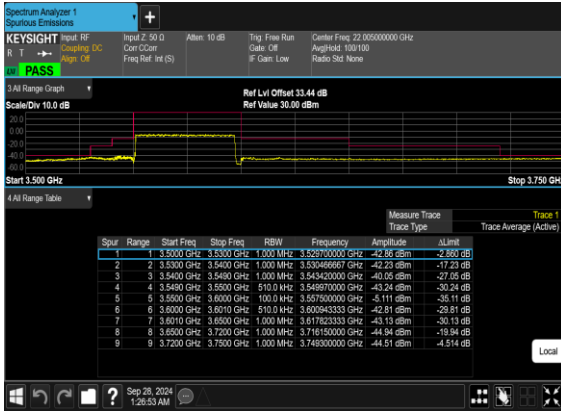 Spectrum Analyzer 1
Spurious Emissions
KEYSIGHT Input: RF Input Z: 50 Ω Atten: 10 dB Trig: Free Run Center Freq: 22.005000000 GHz
R T Coupling: DC Corr CCorr Gate: Off Avg|Hold: 100/100
Align: Off Freq Ref: Int (S) IF Gain: Low Radio Std: None
PASS
3 All Range Graph Ref Lvl Offset 33.44 dB
Scale/Div 10.0 dB Ref Value 30.00 dBm
20.0
0.00
-20.0
-40.0
-60.0
Start 3.500 GHz Stop 3.750 GHz
4 All Range Table
Measure Trace Trace 1
Trace Type Trace Average (Active)
Spur Range Start Freq Stop Freq RBW Frequency Amplitude ΔLimit
1 1 3.5000 GHz 3.5300 GHz 1.000 MHz 3.529700000 GHz -42.86 dBm -2.860 dB
2 2 3.5300 GHz 3.5400 GHz 1.000 MHz 3.530466667 GHz -42.23 dBm -17.23 dB
3 3 3.5400 GHz 3.5490 GHz 1.000 MHz 3.543420000 GHz -40.05 dBm -27.05 dB
4 4 3.5490 GHz 3.5500 GHz 510.0 kHz 3.549970000 GHz -43.24 dBm -30.24 dB
5 5 3.5500 GHz 3.6000 GHz 100.0 kHz 3.557500000 GHz -5.111 dBm -35.11 dB
6 6 3.6000 GHz 3.6010 GHz 510.0 kHz 3.600943333 GHz -42.81 dBm -29.81 dB
7 7 3.6010 GHz 3.6500 GHz 1.000 MHz 3.617823333 GHz -43.13 dBm -30.13 dB
8 8 3.6500 GHz 3.7200 GHz 1.000 MHz 3.716150000 GHz -44.94 dBm -19.94 dB
9 9 3.7200 GHz 3.7500 GHz 1.000 MHz 3.749300000 GHz -44.51 dBm -4.514 dB
Local
Sep 28, 2024
1:26:53 AM